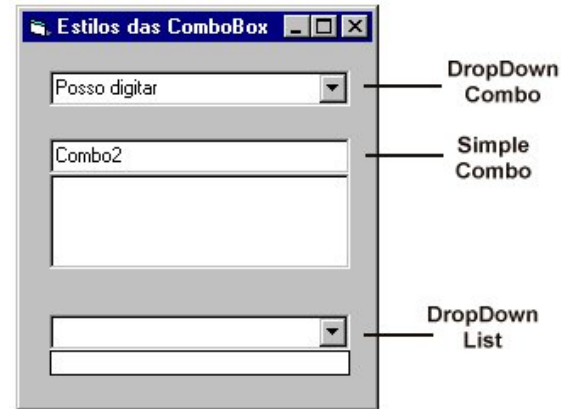 Estilos das ComboBox
Posso digitar
DropDown
Combo
Combo2
Simple
Combo
DropDown
List